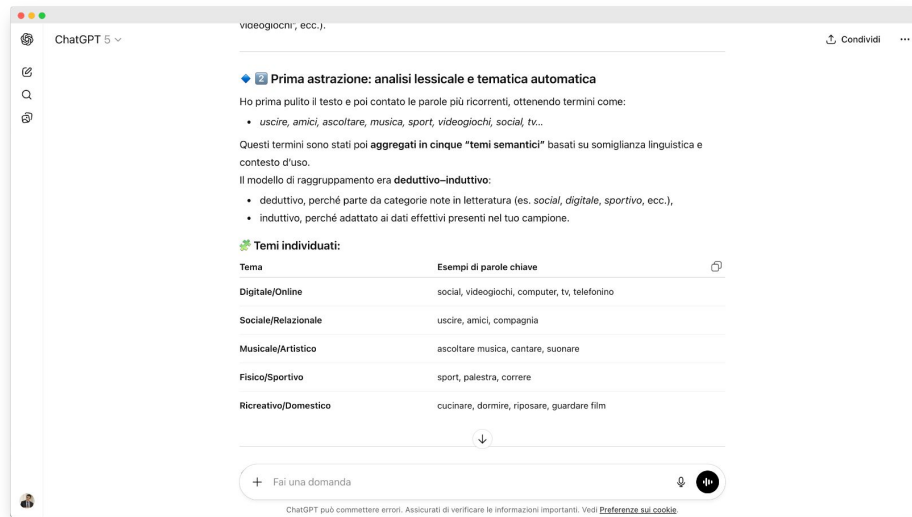 videogiochi", ecc.).
ChatGPT 5
Condividi
2 Prima astrazione: analisi lessicale e tematica automatica
Ho prima pulito il testo e poi contato le parole più ricorrenti, ottenendo termini come:
• uscire, amici, ascoltare, musica, sport, videogiochi, social, tv...
Questi termini sono stati poi aggregati in cinque "temi semantici" basati su somiglianza linguistica e
contesto d'uso.
Il modello di raggruppamento era deduttivo–induttivo:
• deduttivo, perché parte da categorie note in letteratura (es. social, digitale, sportivo, ecc.),
• induttivo, perché adattato ai dati effettivi presenti nel tuo campione.
Temi individuati:
Tema Esempi di parole chiave
Digitale/Online social, videogiochi, computer, tv, telefonino
Sociale/Relazionale uscire, amici, compagnia
Musicale/Artistico ascoltare musica, cantare, suonare
Fisico/Sportivo sport, palestra, correre
Ricreativo/Domestico cucinare, dormire, riposare, guardare film
Fai una domanda
ChatGPT può commettere errori. Assicurati di verificare le informazioni importanti. Vedi Preferenze sui cookie.